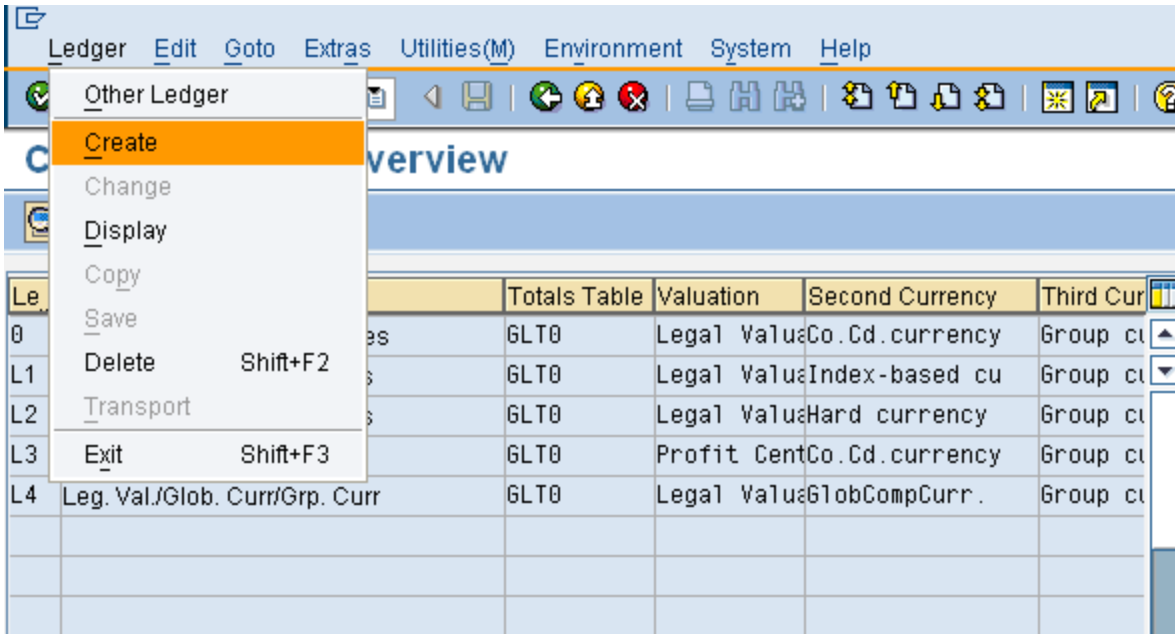 Ledger Edit Goto Extras Utilities(M) Environment System Help
Other Ledger
Create
Change
Display
Copy
Save
Delete Shift+F2
Transport
Exit Shift+F3
C verview
Le Totals Table Valuation Second Currency Third Cur
0 es GLT0 Legal Valua Co.Cd.currency Group cu
L1 s GLT0 Legal Valua Index-based cu Group cu
L2 s GLT0 Legal Valua Hard currency Group cu
L3 GLT0 Profit Cent Co.Cd.currency Group cu
L4 Leg. Val./Glob. Curr/Grp. Curr GLT0 Legal Valua GlobCompCurr. Group cu